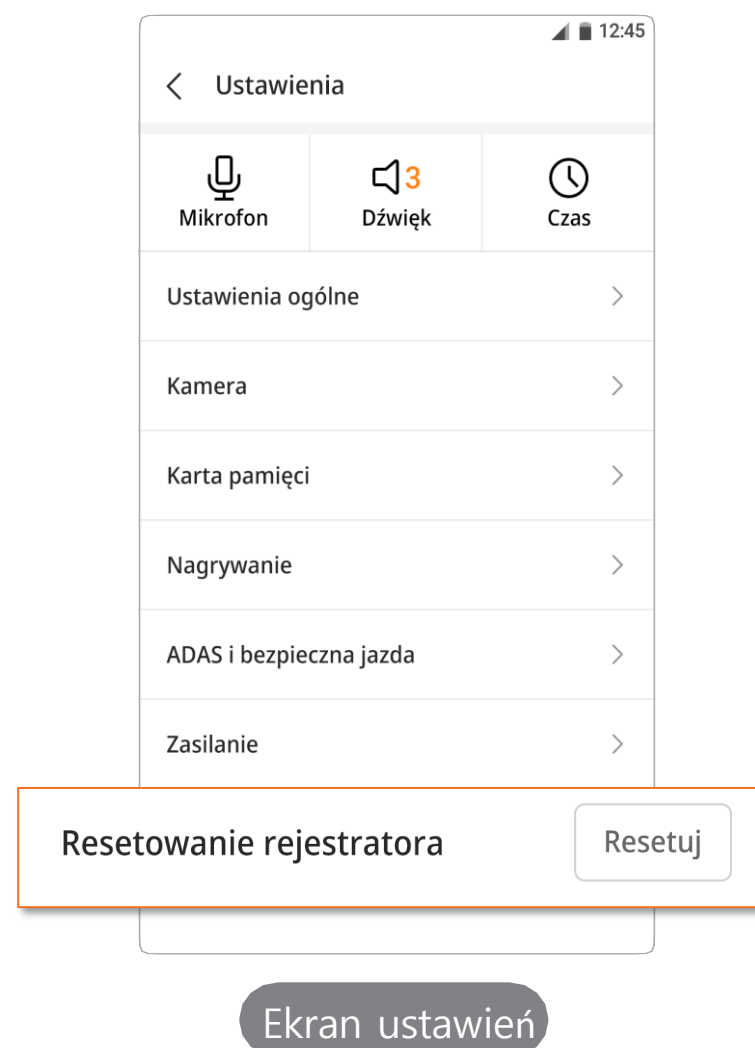 12:45
Ustawienia
3
Mikrofon Dźwięk Czas
Ustawienia ogólne
Kamera
Karta pamięci
Nagrywanie
ADAS i bezpieczna jazda
Zasilanie
Resetowanie rejestratora Resetuj
Ekran ustawień